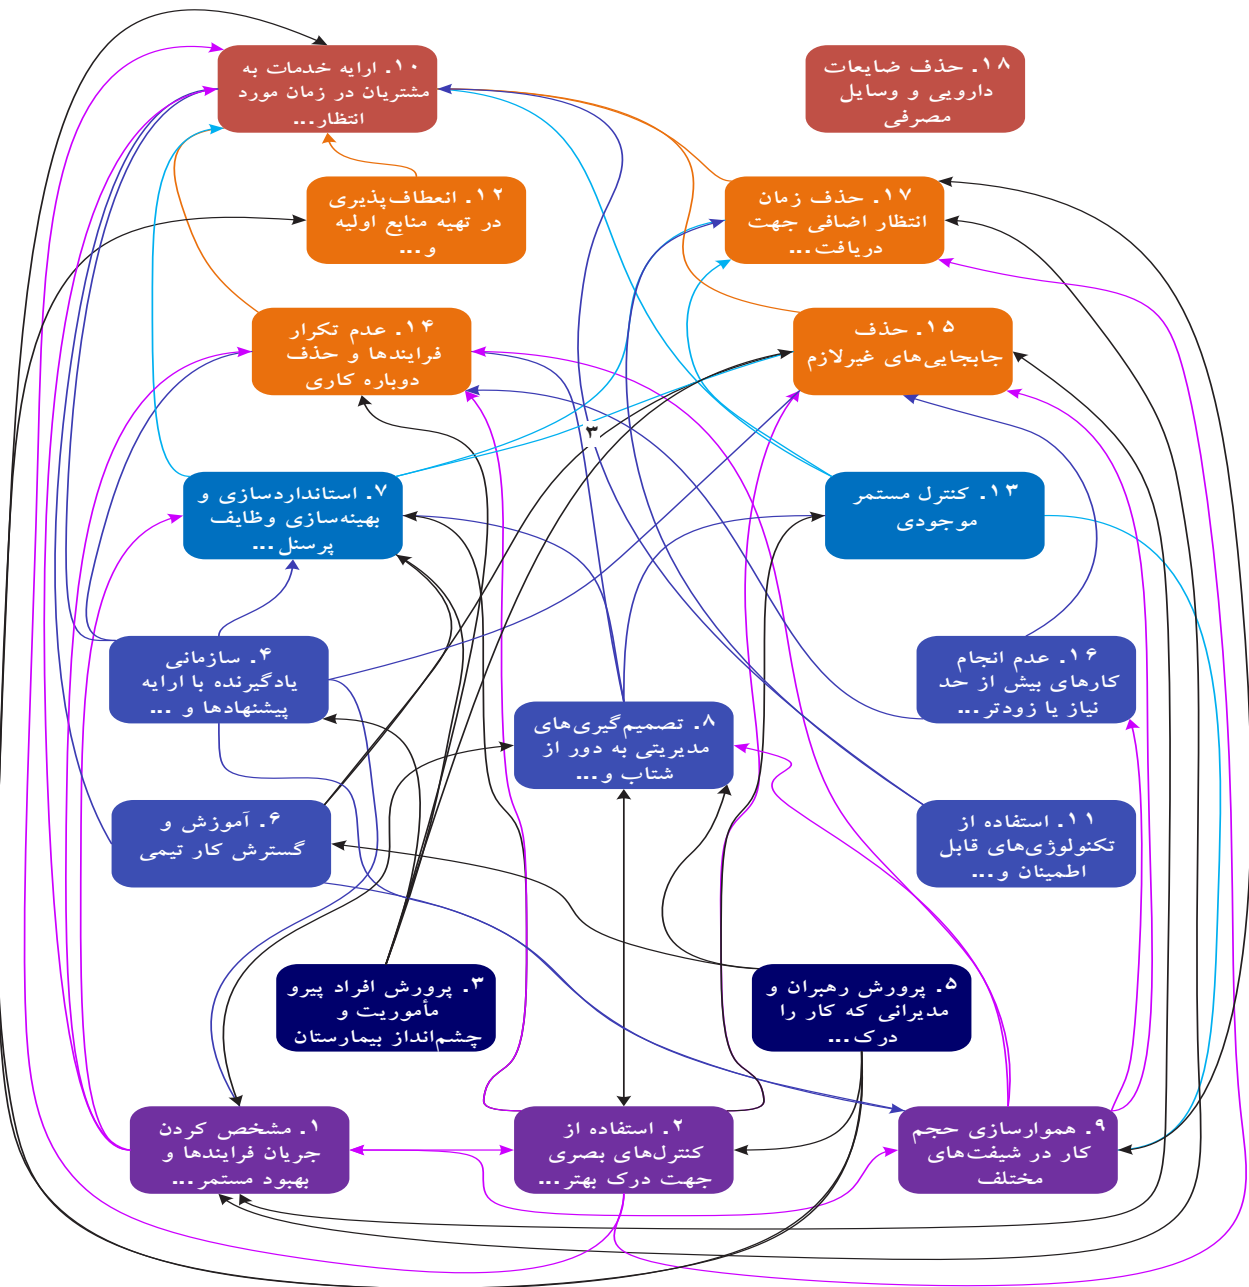 ۱۰. ارایه خدمات به
مشتریان در زمان مورد
انتظار...
۱۸. حذف ضایعات
دارویی و وسایل
مصرفی
۱۲. انعطاف‌پذیری
در تهیه منابع اولیه
و...
۱۷. حذف زمان
انتظار اضافی جهت
دریافت...
۱۴. عدم تکرار
فرایندها و حذف
دوباره کاری
۱۵. حذف
جابجایی‌های غیرلازم
۳
۷. استانداردسازی و
بهینه‌سازی وظایف
پرسنل...
۱۳. کنترل مستمر
موجودی
۴. سازمانی
یادگیرنده با ارایه
پیشنهادها و ...
۱۶. عدم انجام
کارهای بیش از حد
نیاز یا زودتر...
۸. تصمیم‌گیری‌های
مدیریتی به دور از
شتاب و...
۶. آموزش و
گسترش کار تیمی
۱۱. استفاده از
تکنولوژی‌های قابل
اطمینان و...
۳. پرورش افراد پیرو
مأموریت و
چشم‌انداز بیمارستان
۵. پرورش رهبران و
مدیرانی که کار را
درک...
۱. مشخص کردن
جریان فرایندها و
بهبود مستمر...
۲. استفاده از
کنترل‌های بصری
جهت درک بهتر...
۹. هموارسازی حجم
کار در شیفت‌های
مختلف